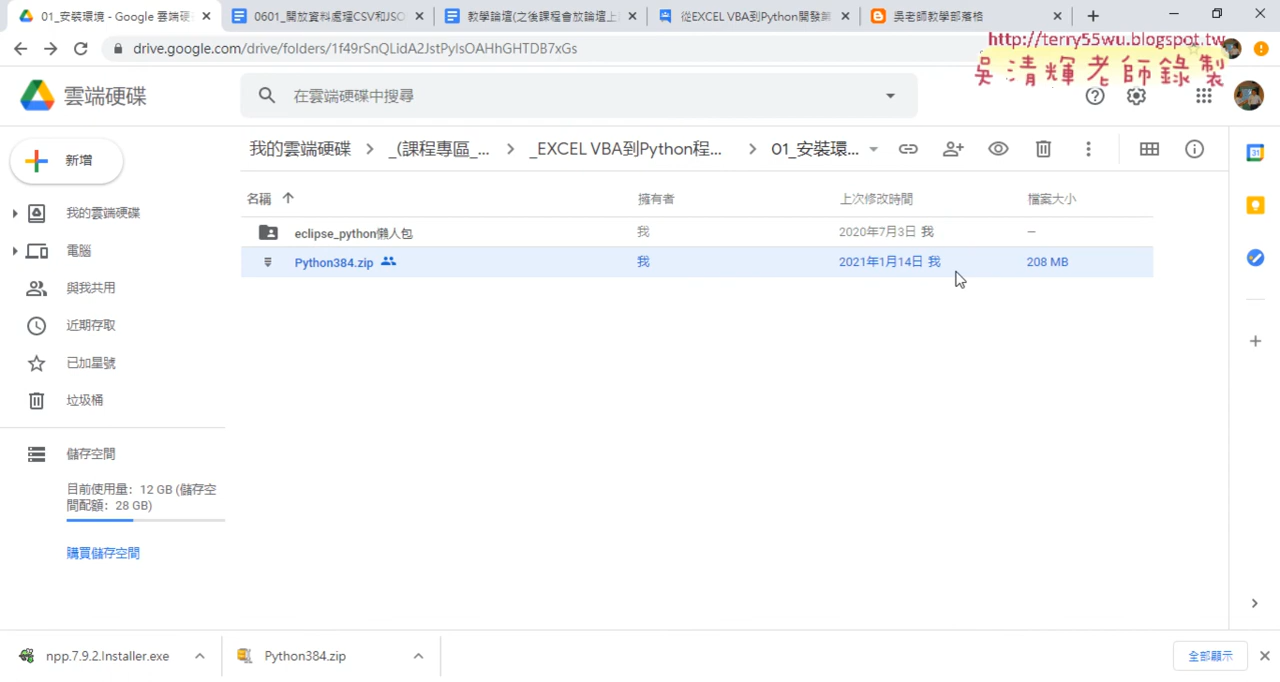 01_安裝環境 - Google 雲端硬
0601_開放資料處理CSV和JSO
教學論壇(之後課程會放論壇上
從EXCEL VBA到Python開發
吳老師教學部落格
drive.google.com/drive/folders/1f49rSnQLidA2JstPyIsOAHhGHTDB7xGs
http://terry55wu.blogspot.tw
吳清輝老師錄製
雲端硬碟
在雲端硬碟中搜尋
新增
我的雲端硬碟
_(課程專區_...
_EXCEL VBA到Python程...
01_安裝環...
名稱
擁有者
上次修改時間
檔案大小
eclipse_python懶人包
我
2020年7月3日 我
—
Python384.zip
我
2021年1月14日 我
208 MB
我的雲端硬碟
電腦
與我共用
近期存取
已加星號
垃圾桶
儲存空間
目前使用量：12 GB (儲存空
間配額：28 GB)
購買儲存空間
31
npp.7.9.2.Installer.exe
Python384.zip
全部顯示